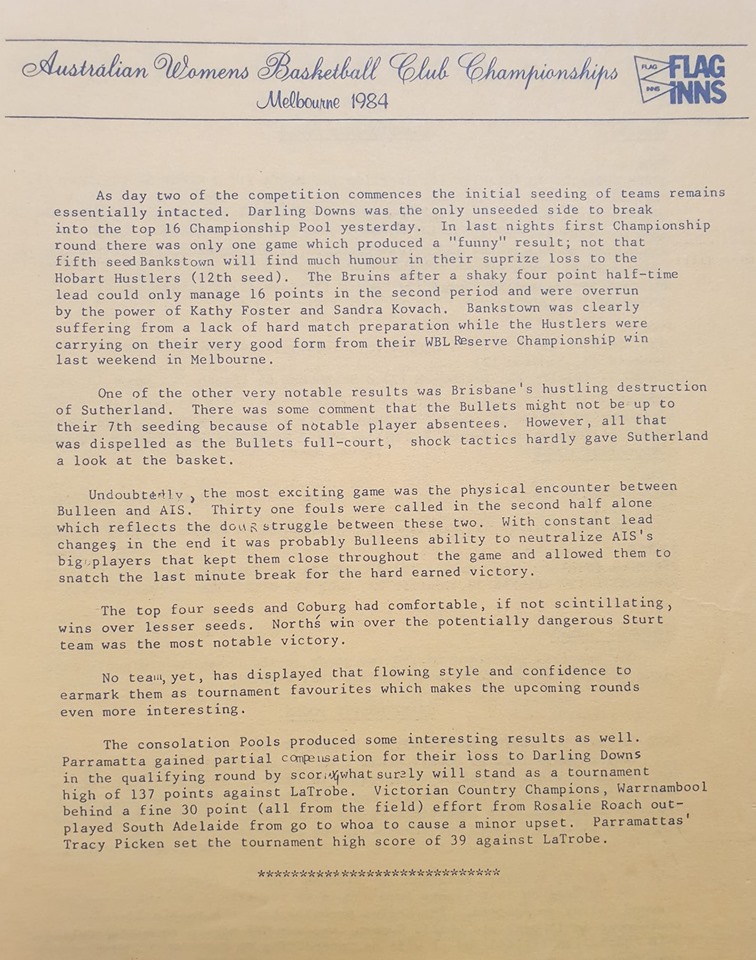 Australian Womens Basketball Club Championships
Melbourne 1984
FLAG
INNS
FLAG
INNS
As day two of the competition commences the initial seeding of teams remains
essentially intacted. Darling Downs was the only unseeded side to break
into the top 16 Championship Pool yesterday. In last nights first Championship
round there was only one game which produced a "funny" result; not that
fifth seed Bankstown will find much humour in their suprize loss to the
Hobart Hustlers (12th seed). The Bruins after a shaky four point half-time
lead could only manage 16 points in the second period and were overrun
by the power of Kathy Foster and Sandra Kovach. Bankstown was clearly
suffering from a lack of hard match preparation while the Hustlers were
carrying on their very good form from their WBL Reserve Championship win
last weekend in Melbourne.
One of the other very notable results was Brisbane's hustling destruction
of Sutherland. There was some comment that the Bullets might not be up to
their 7th seeding because of notable player absentees. However, all that
was dispelled as the Bullets full-court, shock tactics hardly gave Sutherland
a look at the basket.
Undoubtedly, the most exciting game was the physical encounter between
Bulleen and AIS. Thirty one fouls were called in the second half alone
which reflects the struggle between these two. With constant lead
changes in the end it was probably Bulleens ability to neutralize AIS's
big players that kept them close throughout the game and allowed them to
snatch the last minute break for the hard earned victory.
The top four seeds and Coburg had comfortable, if not scintillating,
wins over lesser seeds. Norths win over the potentially dangerous Sturt
team was the most notable victory.
No team, yet, has displayed that flowing style and confidence to
earmark them as tournament favourites which makes the upcoming rounds
even more interesting.
The consolation Pools produced some interesting results as well.
Parramatta gained partial compensation for their loss to Darling Downs
in the qualifying round by scoring what surely will stand as a tournament
high of 137 points against LaTrobe. Victorian Country Champions, Warrnambool
behind a fine 30 point (all from the field) effort from Rosalie Roach out-
played South Adelaide from go to whoa to cause a minor upset. Parramattas'
Tracy Picken set the tournament high score of 39 against LaTrobe.
*****************************